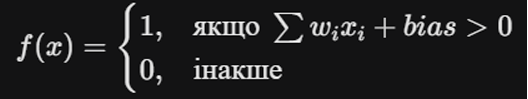 f(x) = { 1, якщо ∑ wᵢxᵢ + bias > 0
0, інакше